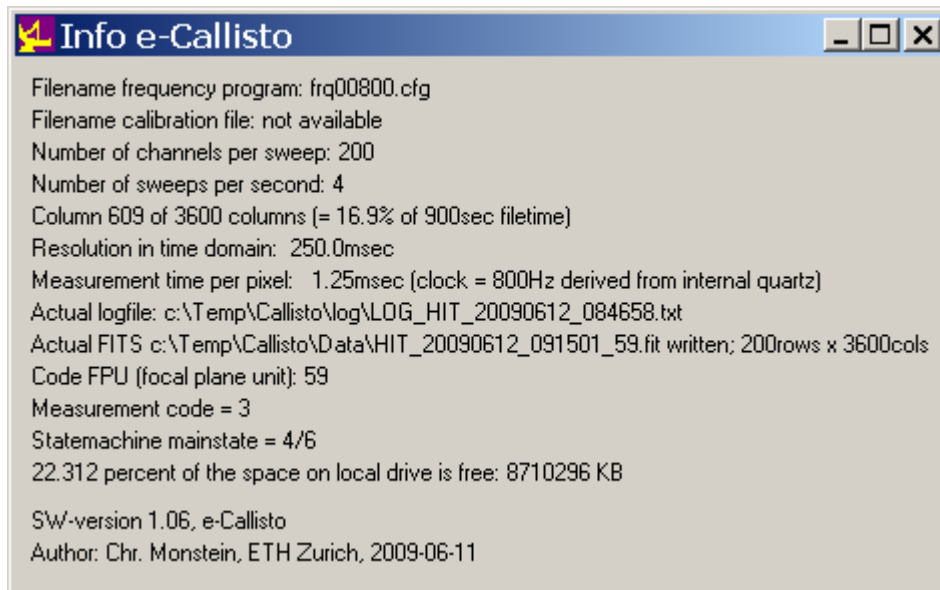 Info e-Callisto
Filename frequency program: frq00800.cfg
Filename calibration file: not available
Number of channels per sweep: 200
Number of sweeps per second: 4
Column 609 of 3600 columns (= 16.9% of 900sec filetime)
Resolution in time domain:  250.0msec
Measurement time per pixel:   1.25msec (clock = 800Hz derived from internal quartz)
Actual logfile: c:\Temp\Callisto\log\LOG_HIT_20090612_084658.txt
Actual FITS c:\Temp\Callisto\Data\HIT_20090612_091501_59.fit written; 200rows x 3600cols
Code FPU (focal plane unit): 59
Measurement code = 3
Statemachine mainstate = 4/6
22.312 percent of the space on local drive is free: 8710296 KB
SW-version 1.06, e-Callisto
Author: Chr. Monstein, ETH Zurich, 2009-06-11